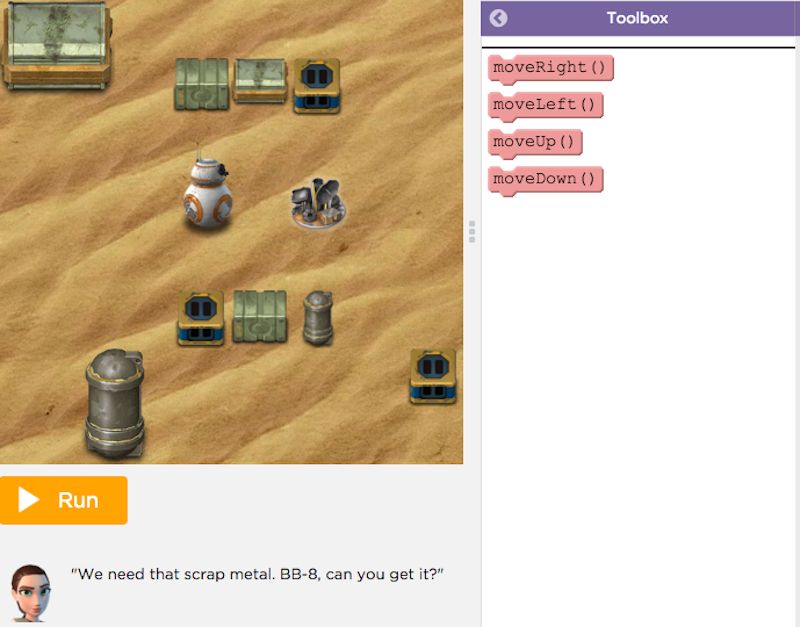 Toolbox
moveRight()
moveLeft()
moveUp()
moveDown()
Run
"We need that scrap metal. BB-8, can you get it?"